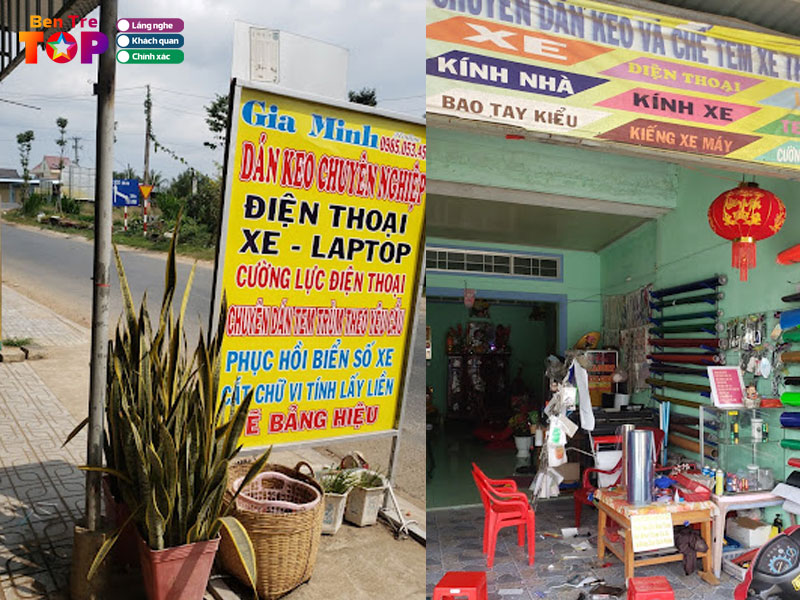 Ben Tre
TOP
Lắng nghe
Khách quan
Chính xác
Gia Minh
0965.053.45
DÁN KEO CHUYÊN NGHIỆP
ĐIỆN THOẠI
XE - LAPTOP
CƯỜNG LỰC ĐIỆN THOẠI
CHUYÊN DÁN TEM TRÙM THEO YÊU CẦU
PHỤC HỒI BIỂN SỐ XE
CẮT CHỮ VI TÍNH LẤY LIỀN
VẼ BẢNG HIỆU
CHUYÊN DÁN KEO VÀ CHẾ TEM XE
XE
ĐIỆN THOẠI
KÍNH NHÀ
KÍNH XE
BAO TAY KIỂU
KIẾNG XE MÁY